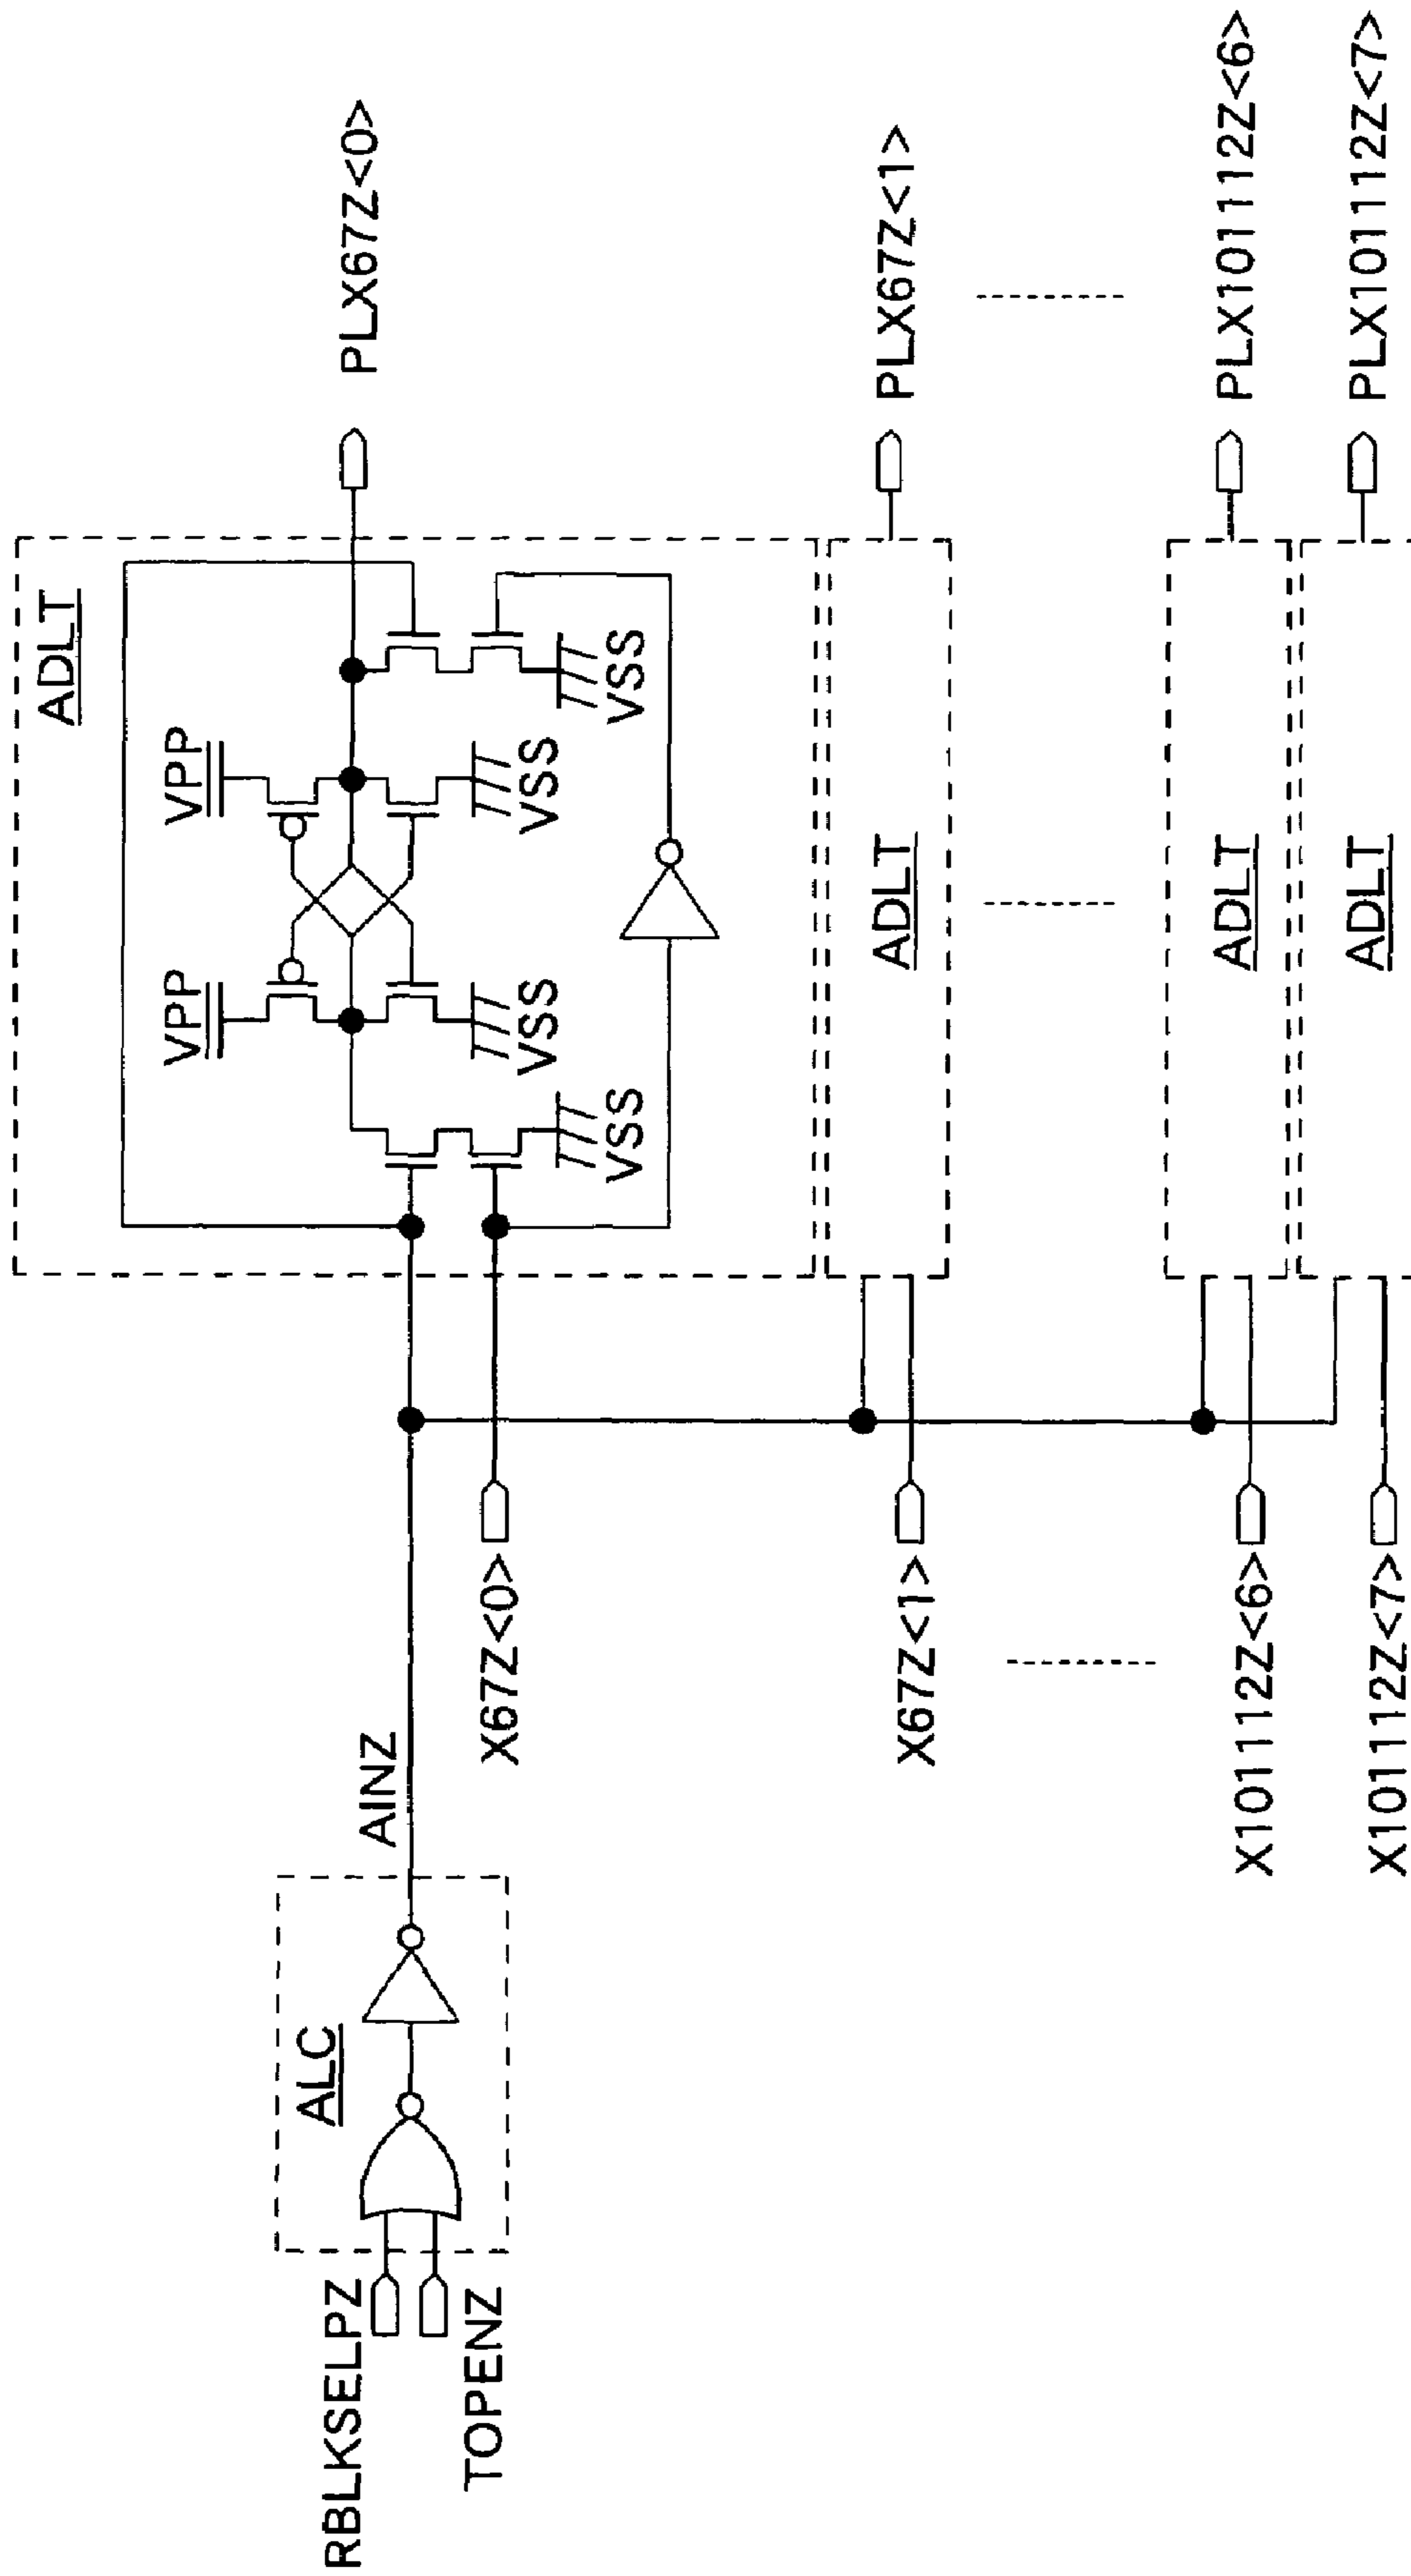 ADLT
VPP
VPP
PLX67Z<0>
VSS
VSS
VSS
VSS
ALC
AINZ
RBLKSELPZ
TOPENZ
X67Z<0>
ADLT
PLX67Z<1>
X67Z<1>
ADLT
PLX101112Z<6>
X101112Z<6>
ADLT
PLX101112Z<7>
X101112Z<7>